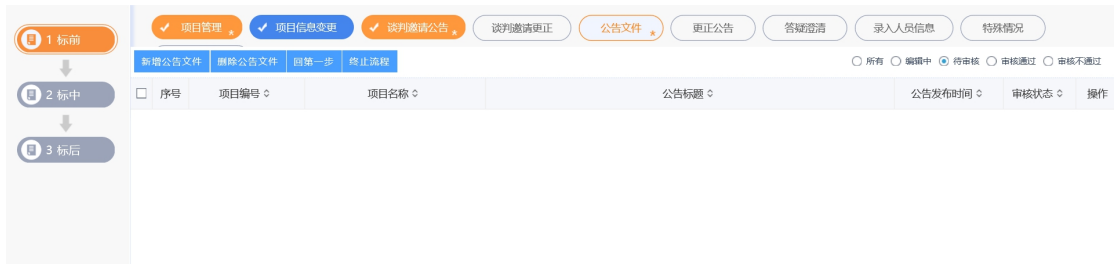 项目管理 *
项目信息变更
谈判邀请公告 *
谈判邀请更正
公告文件 *
更正公告
答疑澄清
录入人员信息
特殊情况
1 标前
2 标中
3 标后
新增公告文件 删除公告文件 回第一步 终止流程
所有 编辑中 待审核 审核通过 审核不通过
序号 项目编号 项目名称 公告标题 公告发布时间 审核状态 操作